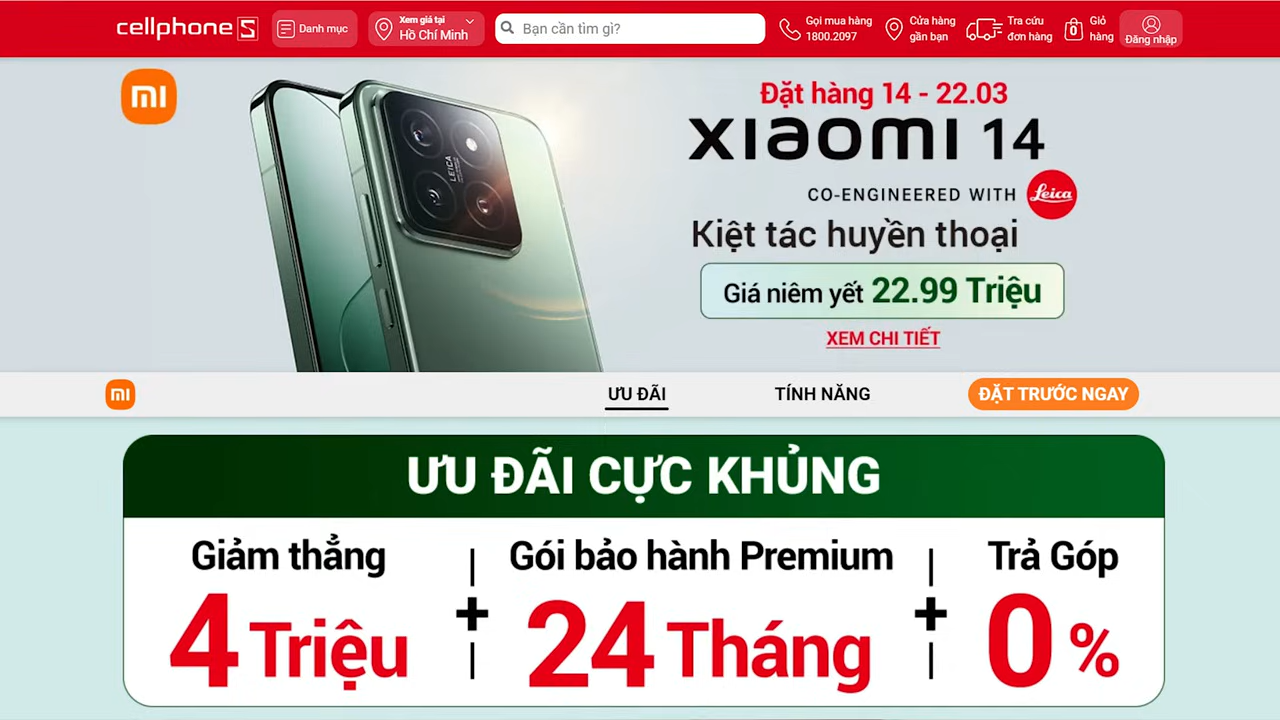 cellphone S
Danh mục
Xem giá tại
Hồ Chí Minh
Bạn cần tìm gì?
Gọi mua hàng
1800.2097
Cửa hàng
gần bạn
Tra cứu
đơn hàng
0
Giỏ
hàng
Đăng nhập
mi
LEICA
Đặt hàng 14 - 22.03
xiaomi 14
CO-ENGINEERED WITH Leica
Kiệt tác huyền thoại
Giá niêm yết 22.99 Triệu
XEM CHI TIẾT
mi
ƯU ĐÃI
TÍNH NĂNG
ĐẶT TRƯỚC NGAY
ƯU ĐÃI CỰC KHỦNG
Giảm thẳng
4 Triệu
+
Gói bảo hành Premium
24 Tháng
+
Trả Góp
0 %